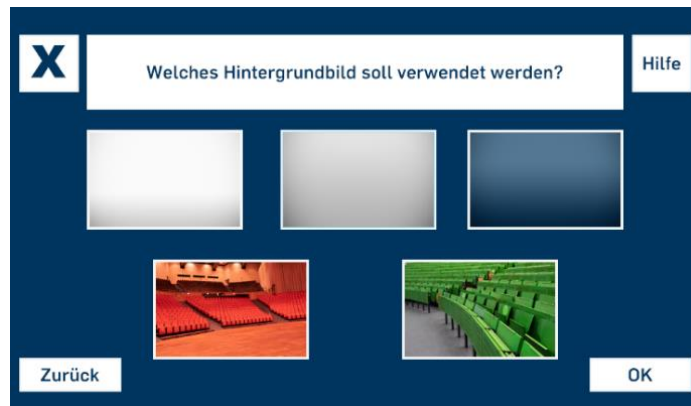 X
Welches Hintergrundbild soll verwendet werden?
Hilfe
Zurück
OK